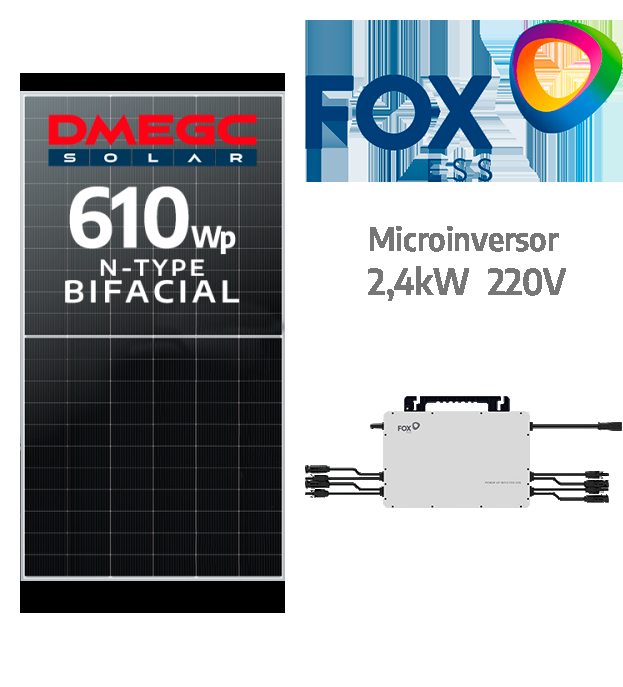 DMEGC
SOLAR
610Wp
N-TYPE
BIFACIAL
FOX
ESS
Microinversor
2,4kW 220V
FOX